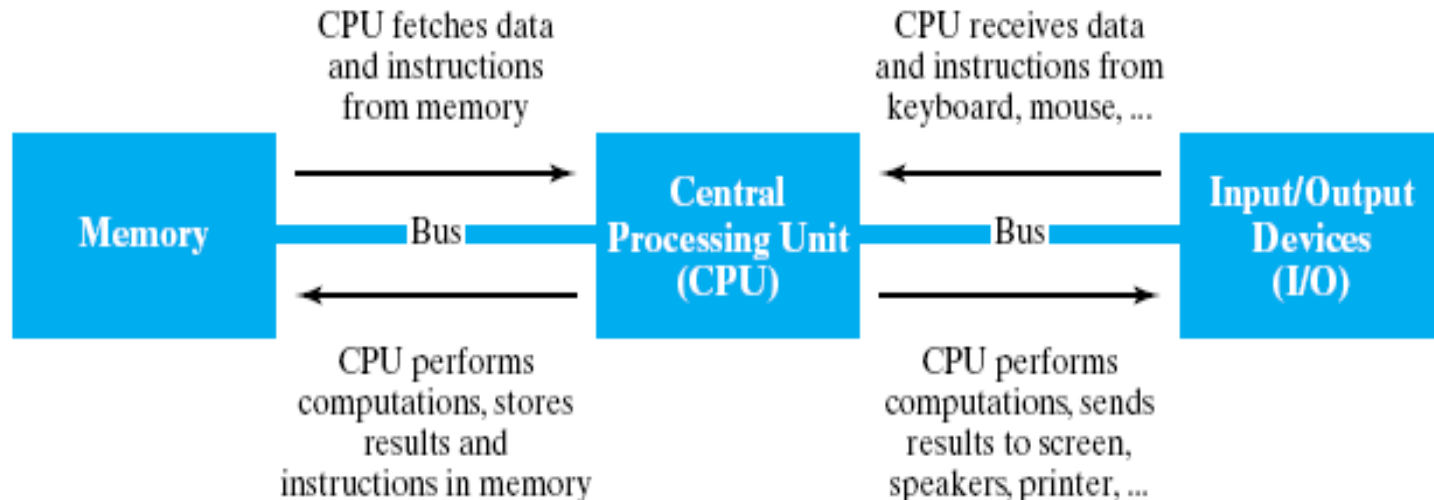 CPU fetches data
and instructions
from memory
CPU receives data
and instructions from
keyboard, mouse, ...
Memory
Bus
Central
Processing Unit
(CPU)
Bus
Input/Output
Devices
(I/O)
CPU performs
computations, stores
results and
instructions in memory
CPU performs
computations, sends
results to screen,
speakers, printer, ...